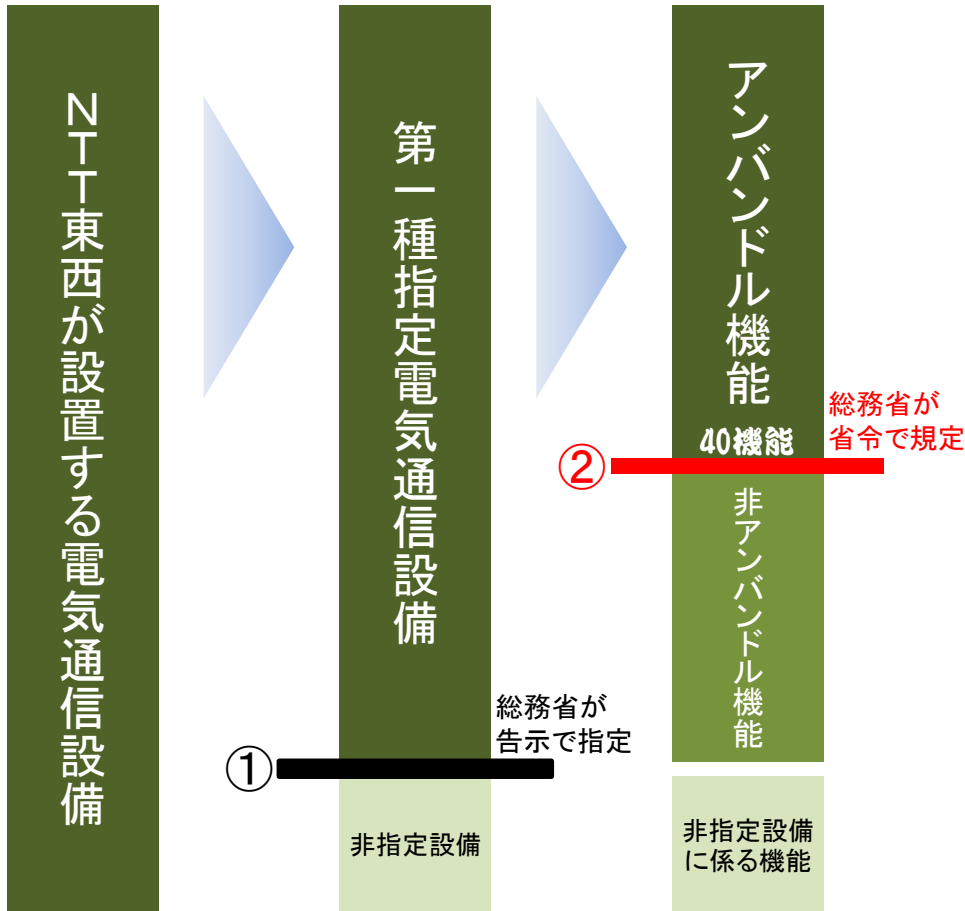 ＮＴＴ東西が設置する電気通信設備
第一種指定電気通信設備
総務省が
告示で指定
①
非指定設備
アンバンドル機能
40機能
総務省が
省令で規定
②
非アンバンドル機能
非指定設備
に係る機能